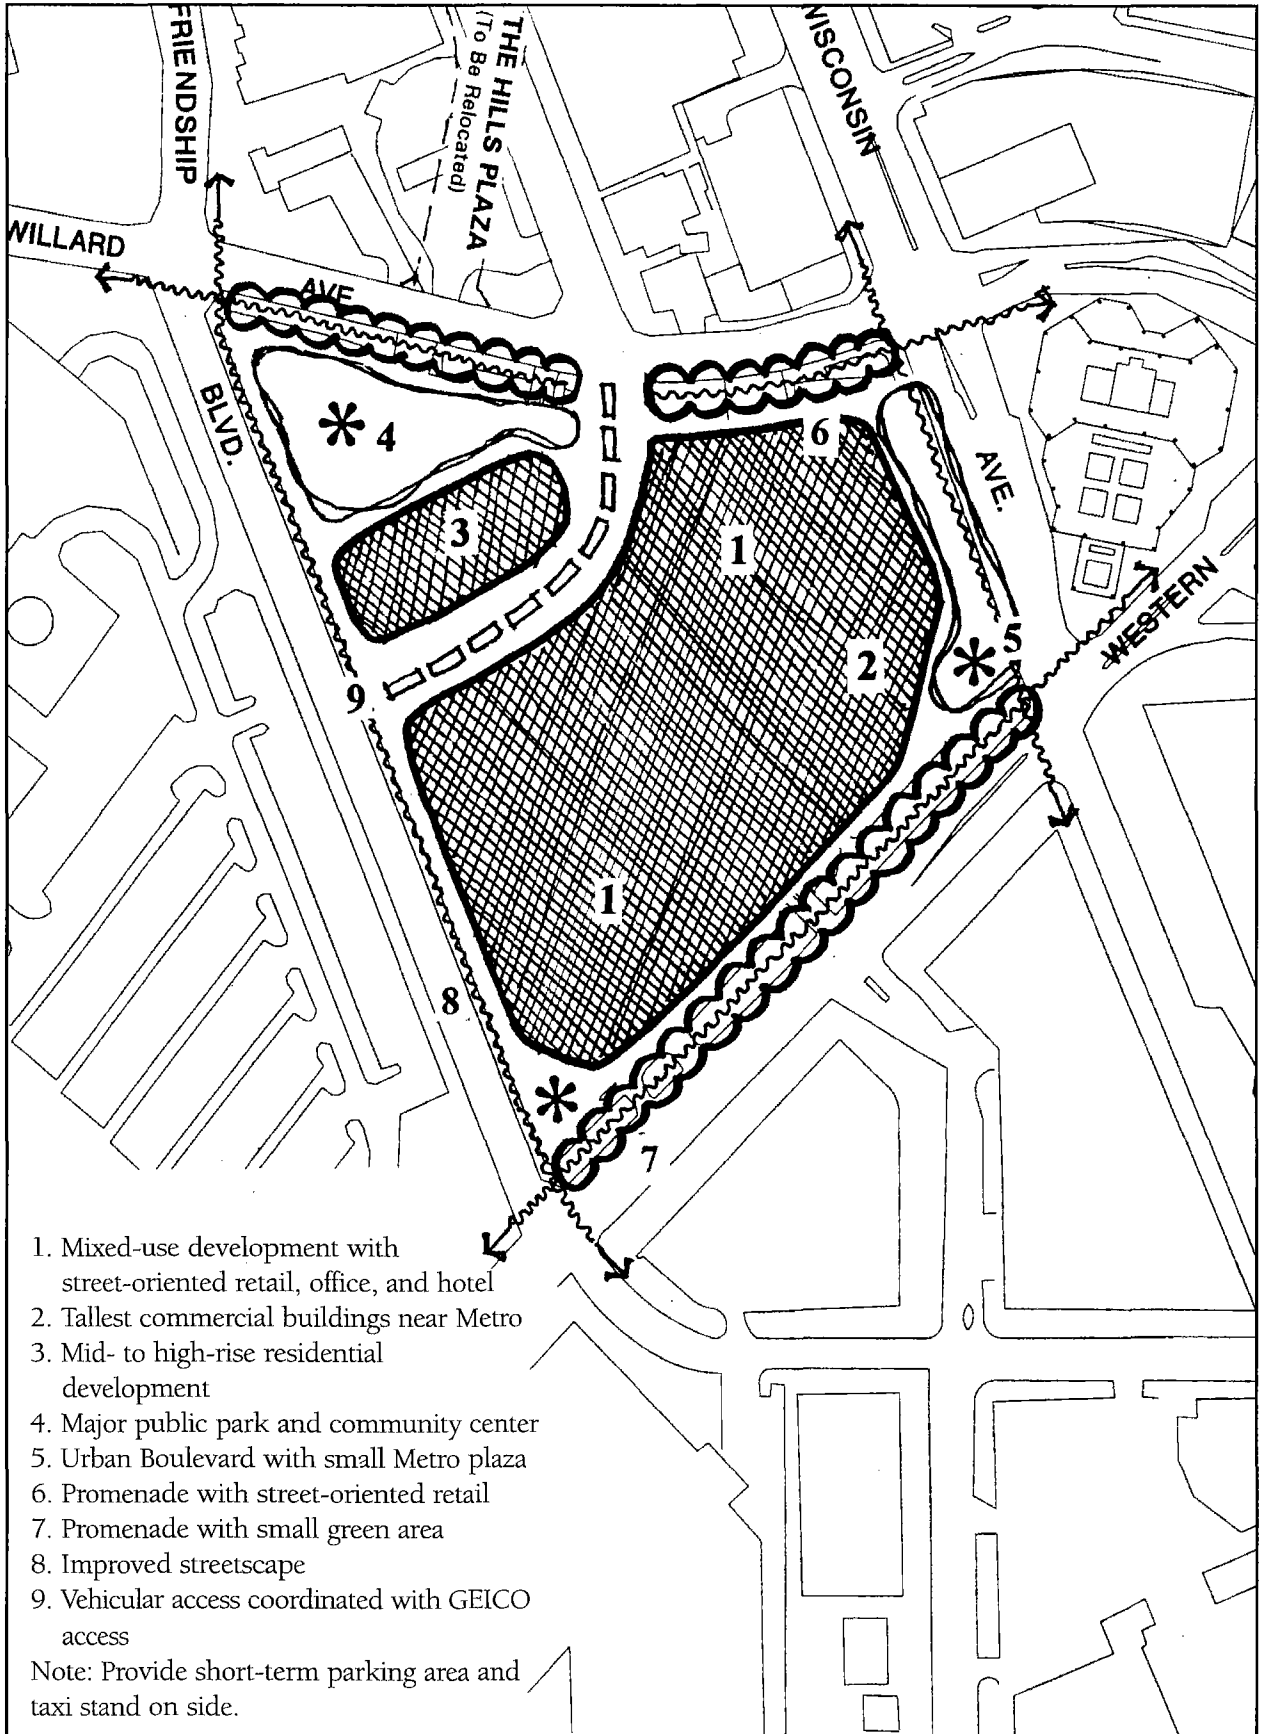 FRIENDSHIP
THE HILLS PLAZA
(To Be Relocated)
WISCONSIN
WILLARD
AVE
BLVD.
4
6
AVE.
3
1
5
WESTERN
2
9
1
8
7
1. Mixed-use development with
street-oriented retail, office, and hotel
2. Tallest commercial buildings near Metro
3. Mid- to high-rise residential
development
4. Major public park and community center
5. Urban Boulevard with small Metro plaza
6. Promenade with street-oriented retail
7. Promenade with small green area
8. Improved streetscape
9. Vehicular access coordinated with GEICO
access
Note: Provide short-term parking area and
taxi stand on side.